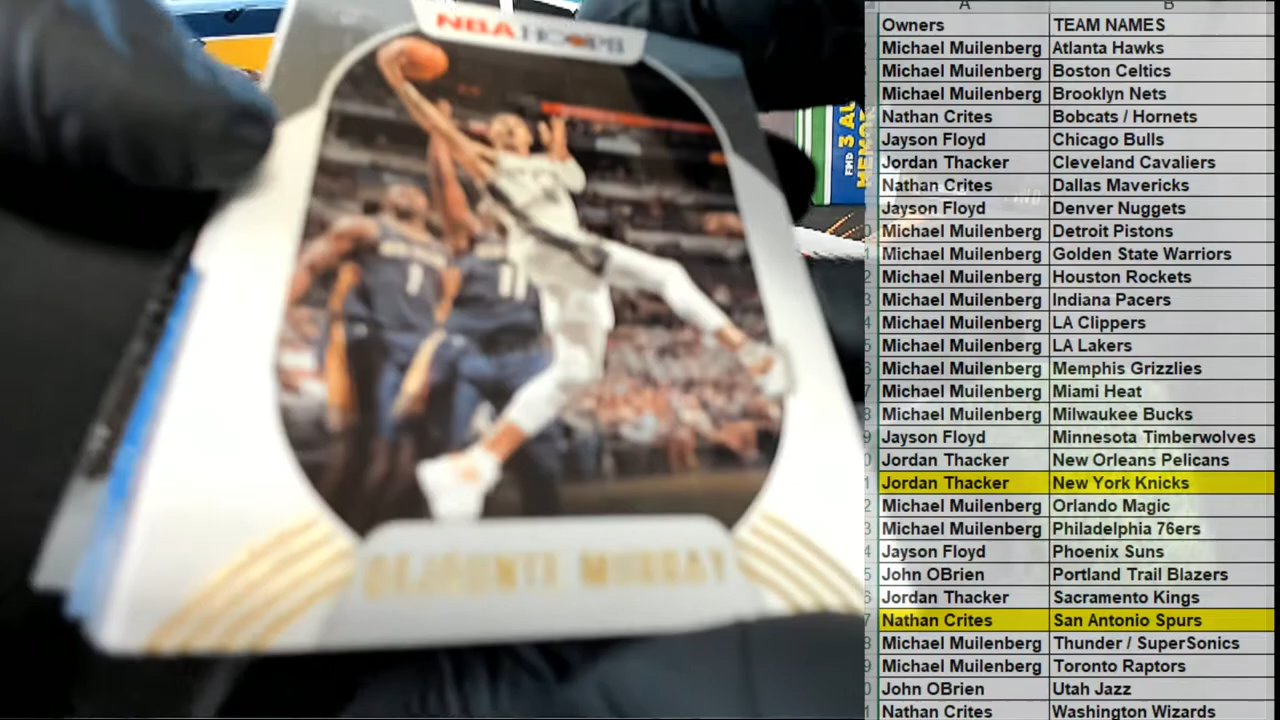 NBA HOOPS
DEJOUNTE MURRAY
A B
Owners TEAM NAMES
Michael Muilenberg Atlanta Hawks
Michael Muilenberg Boston Celtics
Michael Muilenberg Brooklyn Nets
Nathan Crites Bobcats / Hornets
Jayson Floyd Chicago Bulls
Jordan Thacker Cleveland Cavaliers
Nathan Crites Dallas Mavericks
Jayson Floyd Denver Nuggets
Michael Muilenberg Detroit Pistons
Michael Muilenberg Golden State Warriors
Michael Muilenberg Houston Rockets
Michael Muilenberg Indiana Pacers
Michael Muilenberg LA Clippers
Michael Muilenberg LA Lakers
Michael Muilenberg Memphis Grizzlies
Michael Muilenberg Miami Heat
Michael Muilenberg Milwaukee Bucks
Jayson Floyd Minnesota Timberwolves
Jordan Thacker New Orleans Pelicans
Jordan Thacker New York Knicks
Michael Muilenberg Orlando Magic
Michael Muilenberg Philadelphia 76ers
Jayson Floyd Phoenix Suns
John OBrien Portland Trail Blazers
Jordan Thacker Sacramento Kings
Nathan Crites San Antonio Spurs
Michael Muilenberg Thunder / SuperSonics
Michael Muilenberg Toronto Raptors
John OBrien Utah Jazz
Nathan Crites Washington Wizards